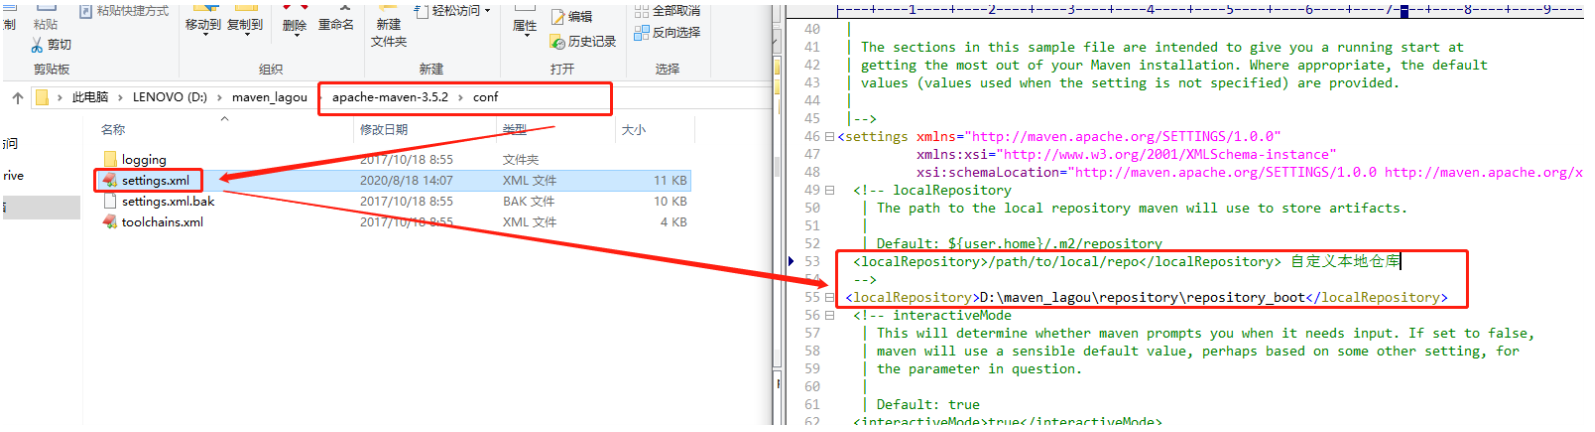 制 粘贴 粘贴快捷方式
剪切
剪贴板
移动到 复制到 删除 重命名
组织
新建
文件夹
轻松访问
新建
属性
编辑
历史记录
打开
全部取消
反向选择
选择
此电脑 > LENOVO (D:) > maven_lagou > apache-maven-3.5.2 > conf
名称 修改日期 类型 大小
访问
logging 2017/10/18 8:55 文件夹
rive
settings.xml 2020/8/18 14:07 XML 文件 11 KB
settings.xml.bak 2017/10/18 8:55 BAK 文件 10 KB
toolchains.xml 2017/10/18 8:55 XML 文件 4 KB
----+----1----+----2----+----3----+----4----+----5----+----6----+----7----+----8----+----9----
40 |
41 | The sections in this sample file are intended to give you a running start at
42 | getting the most out of your Maven installation. Where appropriate, the default
43 | values (values used when the setting is not specified) are provided.
44 |
45 |-->
46 <settings xmlns="http://maven.apache.org/SETTINGS/1.0.0"
47 xmlns:xsi="http://www.w3.org/2001/XMLSchema-instance"
48 xsi:schemaLocation="http://maven.apache.org/SETTINGS/1.0.0 http://maven.apache.org/x
49 <!-- localRepository
50 | The path to the local repository maven will use to store artifacts.
51 |
52 | Default: ${user.home}/.m2/repository
53 <localRepository>/path/to/local/repo</localRepository> 自定义本地仓库
54 -->
55 <localRepository>D:\maven_lagou\repository\repository_boot</localRepository>
56 <!-- interactiveMode
57 | This will determine whether maven prompts you when it needs input. If set to false,
58 | maven will use a sensible default value, perhaps based on some other setting, for
59 | the parameter in question.
60 |
61 | Default: true
62 <interactiveMode>true</interactiveMode>